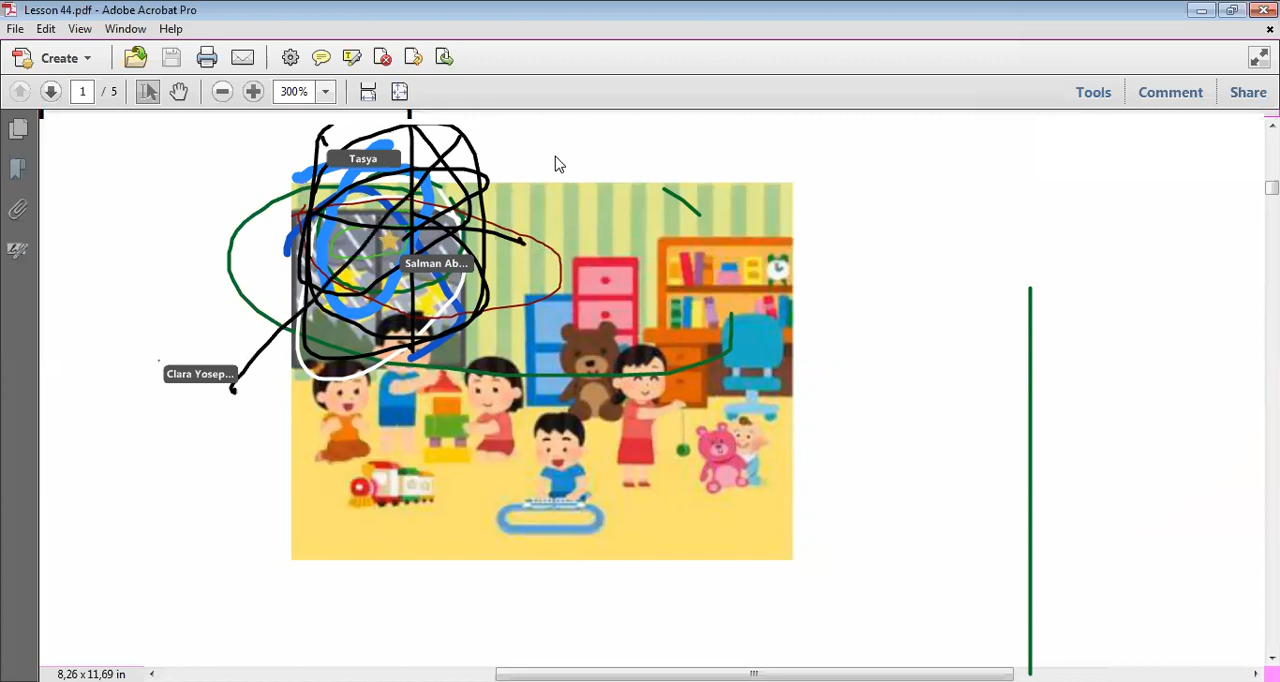 Lesson 44.pdf - Adobe Acrobat Pro
File Edit View Window Help
Create
1 / 5 300% Tools Comment Share
Tasya
Salman Ab...
Clara Yosep...
8,26 x 11,69 in